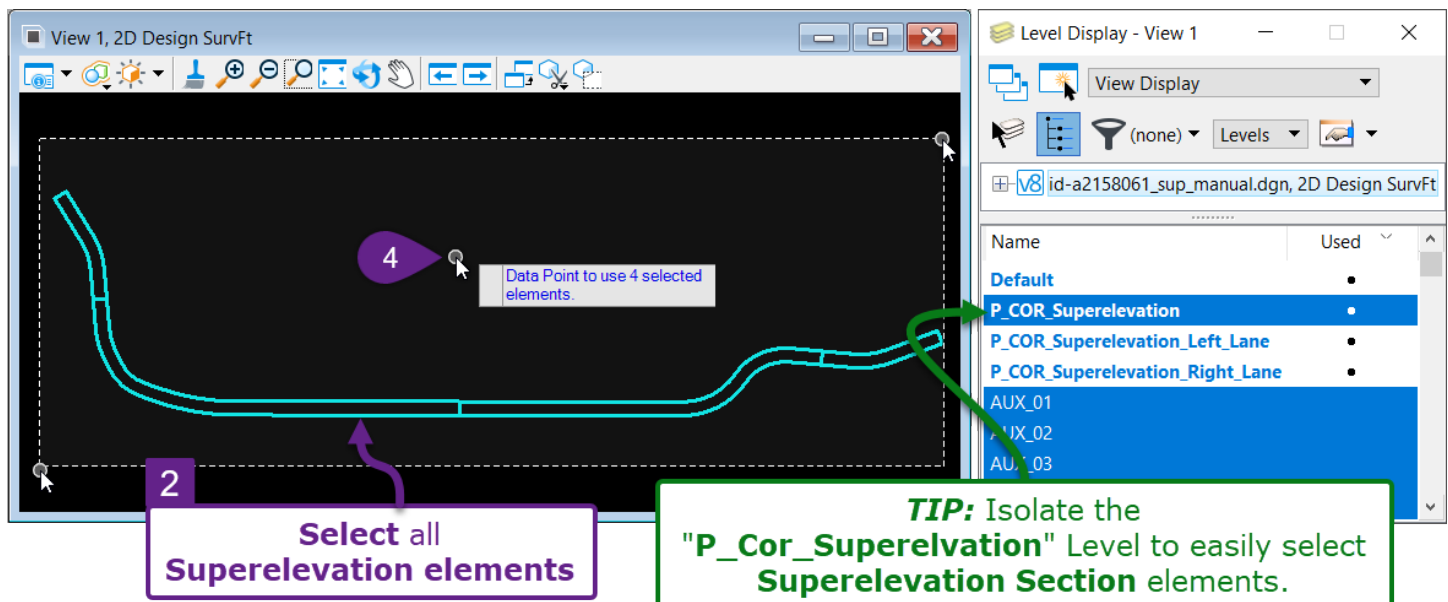 View 1, 2D Design SurvFt
4
Data Point to use 4 selected
elements.
2
Select all
Superelevation elements
Level Display - View 1
View Display
(none)
Levels
V8 id-a2158061_sup_manual.dgn, 2D Design SurvFt
Name Used
Default
P_COR_Superelevation
P_COR_Superelevation_Left_Lane
P_COR_Superelevation_Right_Lane
AUX_01
AUX_02
AUX_03
TIP: Isolate the
"P_Cor_Superelvation" Level to easily select
Superelevation Section elements.